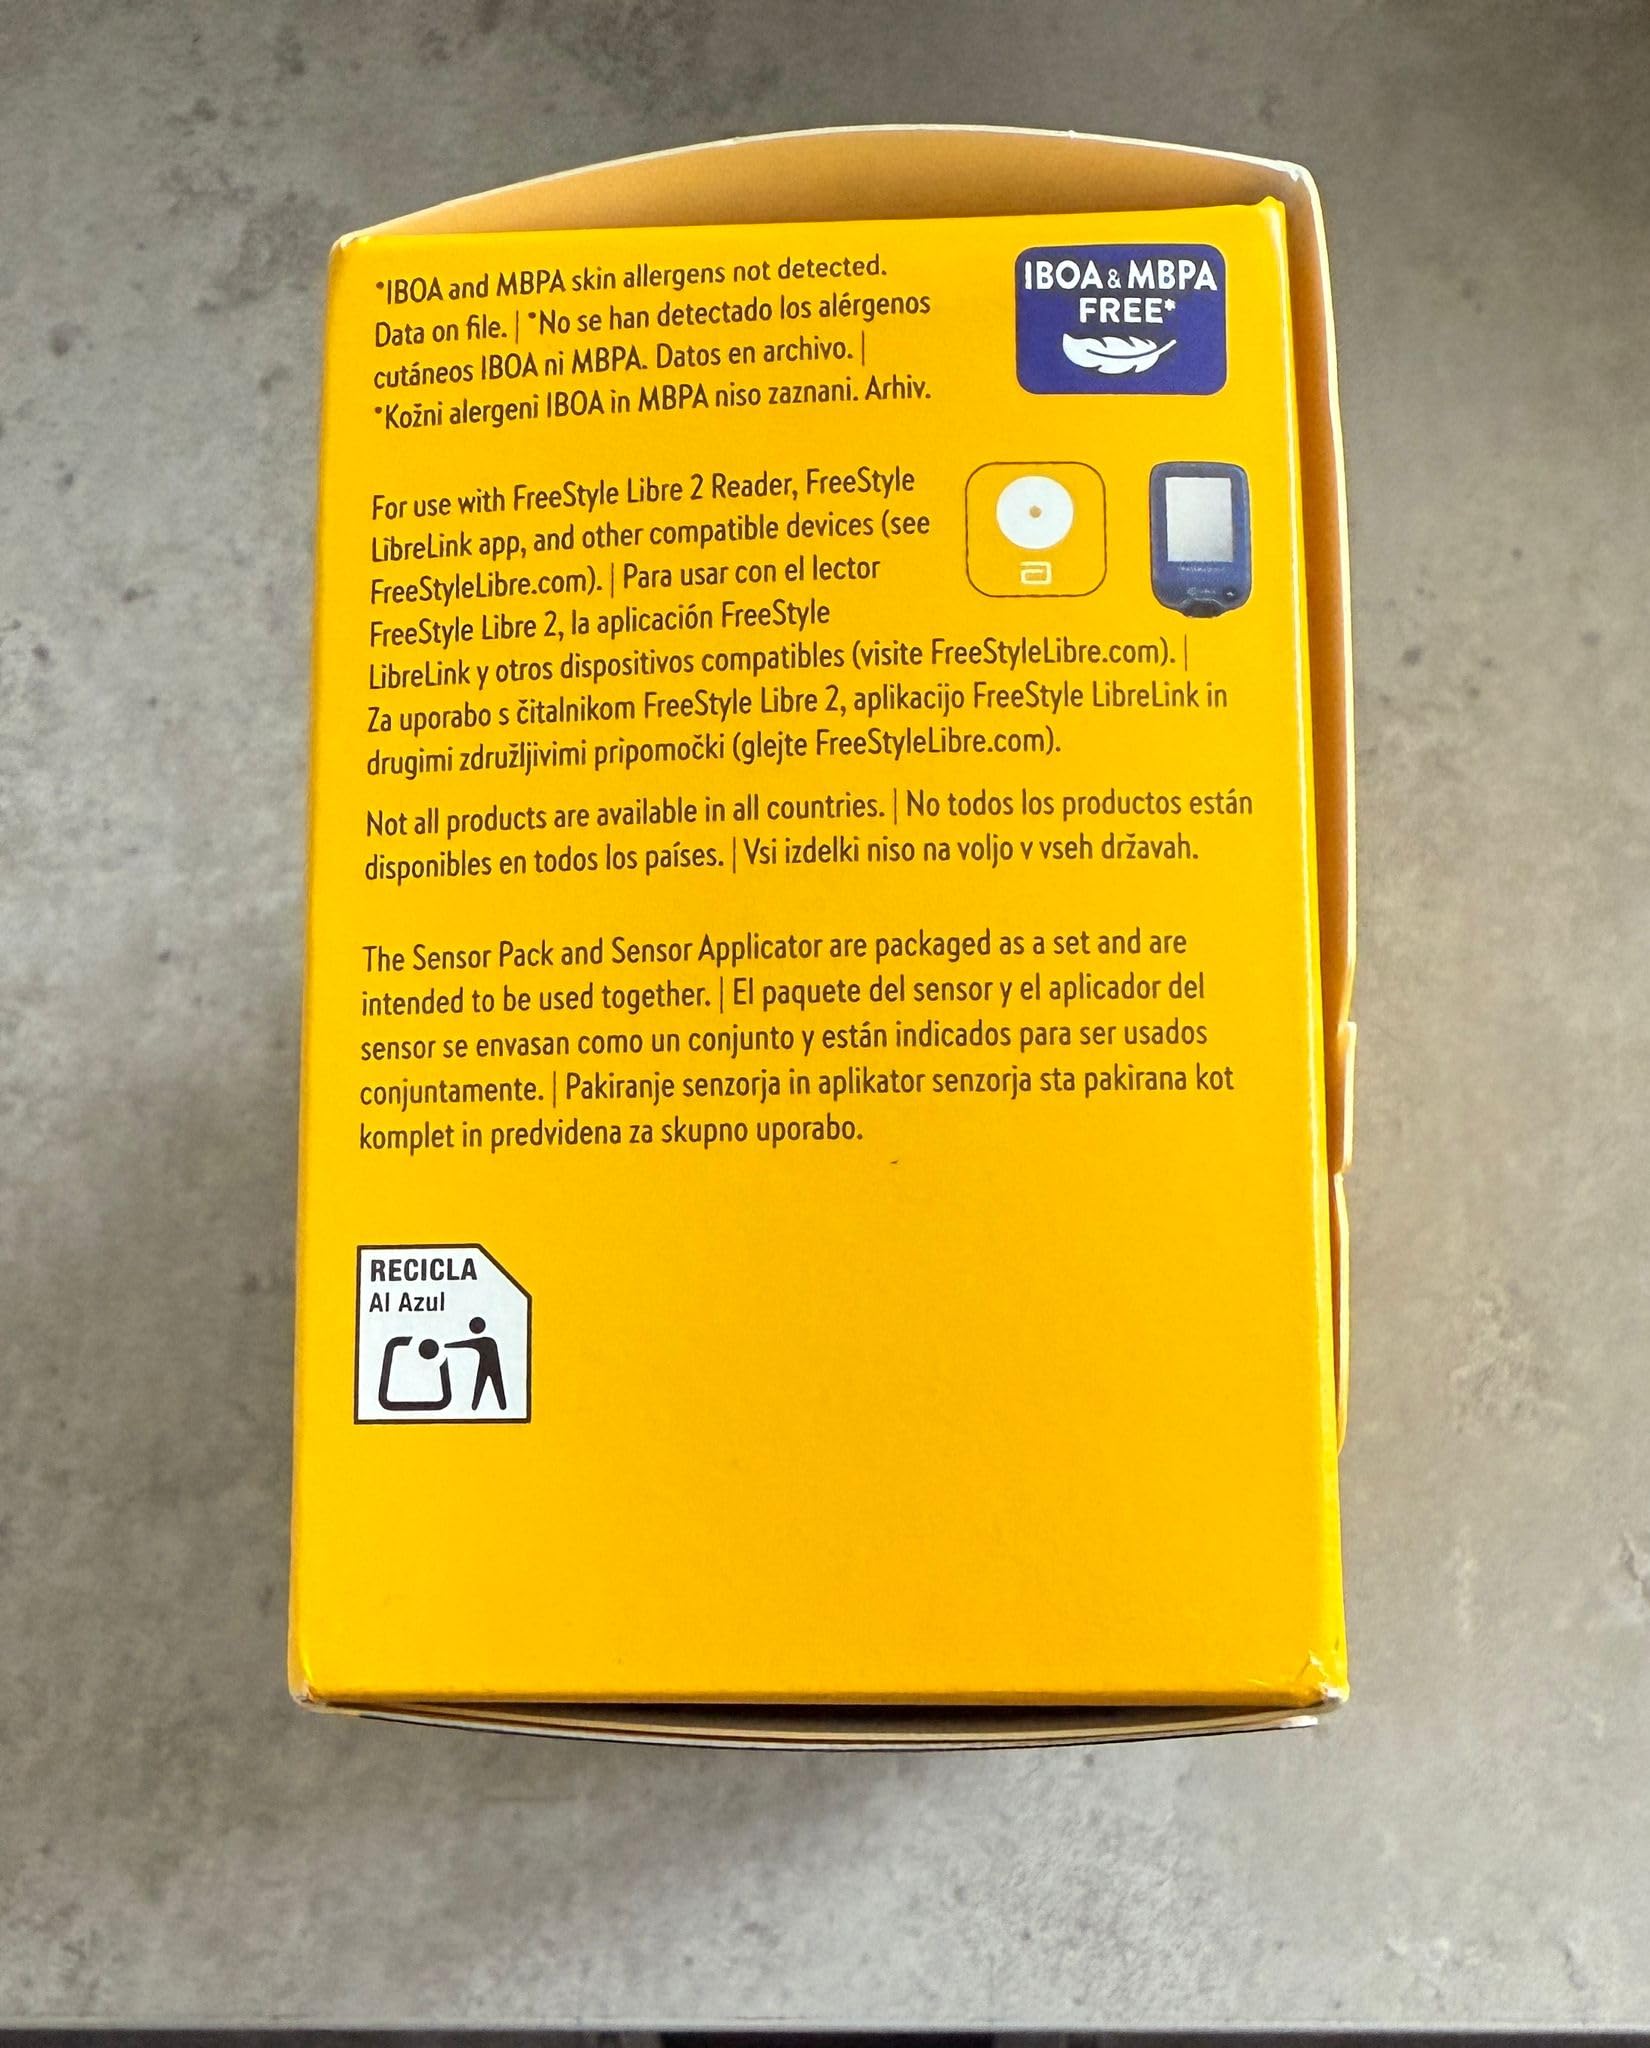 *IBOA and MBPA skin allergens not detected.
Data on file. | *No se han detectado los alérgenos
cutáneos IBOA ni MBPA. Datos en archivo. |
*Kožni alergeni IBOA in MBPA niso zaznani. Arhiv.
IBOA & MBPA
FREE*
For use with FreeStyle Libre 2 Reader, FreeStyle
LibreLink app, and other compatible devices (see
FreeStyleLibre.com). | Para usar con el lector
FreeStyle Libre 2, la aplicación FreeStyle
LibreLink y otros dispositivos compatibles (visite FreeStyleLibre.com). |
Za uporabo s čitalnikom FreeStyle Libre 2, aplikacijo FreeStyle LibreLink in
drugimi združljivimi pripomočki (glejte FreeStyleLibre.com).
Not all products are available in all countries. | No todos los productos están
disponibles en todos los países. | Vsi izdelki niso na voljo v vseh državah.
The Sensor Pack and Sensor Applicator are packaged as a set and are
intended to be used together. | El paquete del sensor y el aplicador del
sensor se envasan como un conjunto y están indicados para ser usados
conjuntamente. | Pakiranje senzorja in aplikator senzorja sta pakirana kot
komplet in predvidena za skupno uporabo.
RECICLA
Al Azul